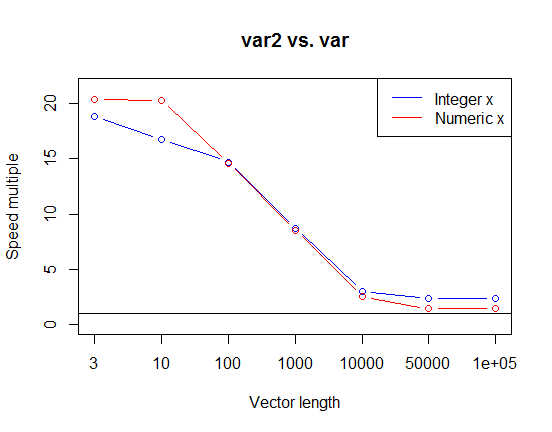 var2 vs. var
Integer x
Numeric x
Speed multiple
20
15
10
5
0
3 10 100 1000 10000 50000 1e+05
Vector length